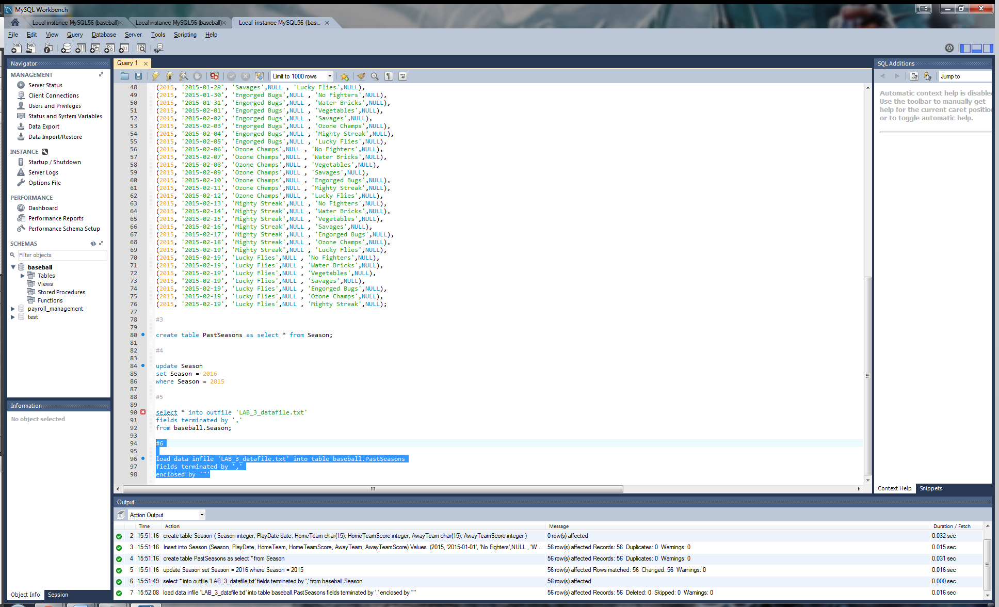 MySQL Workbench
Local instance MySQL56 (baseball)
Local instance MySQL56 (baseball)
Local instance MySQL56 (bas...
File Edit View Query Database Server Tools Scripting Help
Navigator
MANAGEMENT
Server Status
Client Connections
Users and Privileges
Status and System Variables
Data Export
Data Import/Restore
INSTANCE
Startup / Shutdown
Server Logs
Options File
PERFORMANCE
Dashboard
Performance Reports
Performance Schema Setup
SCHEMAS
Filter objects
baseball
Tables
Views
Stored Procedures
Functions
payroll_management
test
Information
No object selected
Object Info Session
Query 1
Limit to 1000 rows
48 (2015, '2015-01-29', 'Savages',NULL , 'Lucky Flies',NULL),
49 (2015, '2015-01-30', 'Engorged Bugs',NULL , 'No Fighters',NULL),
50 (2015, '2015-01-31', 'Engorged Bugs',NULL , 'Water Bricks',NULL),
51 (2015, '2015-02-01', 'Engorged Bugs',NULL , 'Vegetables',NULL),
52 (2015, '2015-02-02', 'Engorged Bugs',NULL , 'Savages',NULL),
53 (2015, '2015-02-03', 'Engorged Bugs',NULL , 'Ozone Champs',NULL),
54 (2015, '2015-02-04', 'Engorged Bugs',NULL , 'Mighty Streak',NULL),
55 (2015, '2015-02-05', 'Engorged Bugs',NULL , 'Lucky Flies',NULL),
56 (2015, '2015-02-06', 'Ozone Champs',NULL , 'No Fighters',NULL),
57 (2015, '2015-02-07', 'Ozone Champs',NULL , 'Water Bricks',NULL),
58 (2015, '2015-02-08', 'Ozone Champs',NULL , 'Vegetables',NULL),
59 (2015, '2015-02-09', 'Ozone Champs',NULL , 'Savages',NULL),
60 (2015, '2015-02-10', 'Ozone Champs',NULL , 'Engorged Bugs',NULL),
61 (2015, '2015-02-11', 'Ozone Champs',NULL , 'Mighty Streak',NULL),
62 (2015, '2015-02-12', 'Ozone Champs',NULL , 'Lucky Flies',NULL),
63 (2015, '2015-02-13', 'Mighty Streak',NULL , 'No Fighters',NULL),
64 (2015, '2015-02-14', 'Mighty Streak',NULL , 'Water Bricks',NULL),
65 (2015, '2015-02-15', 'Mighty Streak',NULL , 'Vegetables',NULL),
66 (2015, '2015-02-16', 'Mighty Streak',NULL , 'Savages',NULL),
67 (2015, '2015-02-17', 'Mighty Streak',NULL , 'Engorged Bugs',NULL),
68 (2015, '2015-02-18', 'Mighty Streak',NULL , 'Ozone Champs',NULL),
69 (2015, '2015-02-19', 'Mighty Streak',NULL , 'Lucky Flies',NULL),
70 (2015, '2015-02-19', 'Lucky Flies',NULL , 'No Fighters',NULL),
71 (2015, '2015-02-19', 'Lucky Flies',NULL , 'Water Bricks',NULL),
72 (2015, '2015-02-19', 'Lucky Flies',NULL , 'Vegetables',NULL),
73 (2015, '2015-02-19', 'Lucky Flies',NULL , 'Savages',NULL),
74 (2015, '2015-02-19', 'Lucky Flies',NULL , 'Engorged Bugs',NULL),
75 (2015, '2015-02-19', 'Lucky Flies',NULL , 'Ozone Champs',NULL),
76 (2015, '2015-02-19', 'Lucky Flies',NULL , 'Mighty Streak',NULL);
77
78 #3
79
80 create table PastSeasons as select * from Season;
81
82 #4
83
84 update Season
85 set Season = 2016
86 where Season = 2015
87
88 #5
89
90 select * into outfile 'LAB_3_datafile.txt'
91 fields terminated by ','
92 from baseball.Season;
93
94 #6
95
96 load data infile 'LAB_3_datafile.txt' into table baseball.PastSeasons
97 fields terminated by ','
98 enclosed by '"'
SQL Additions
Jump to
Automatic context help is disable
Use the toolbar to manually get
help for the current caret positio
or to toggle automatic help.
Context Help Snippets
Output
Action Output
Time Action Message Duration / Fetch
2 15:51:16 create table Season ( Season integer, PlayDate date, HomeTeam char(15), HomeTeamScore integer, AwayTeam char(15), AwayTeamScore integer ) 0 row(s) affected 0.032 sec
3 15:51:16 Insert into Season (Season, PlayDate, HomeTeam, HomeTeamScore, AwayTeam, AwayTeamScore) Values (2015, '2015-01-01', 'No Fighters',NULL , 'W... 56 row(s) affected Records: 56 Duplicates: 0 Warnings: 0 0.015 sec
4 15:51:16 create table PastSeasons as select * from Season 56 row(s) affected Records: 56 Duplicates: 0 Warnings: 0 0.031 sec
5 15:51:16 update Season set Season = 2016 where Season = 2015 56 row(s) affected Rows matched: 56 Changed: 56 Warnings: 0 0.016 sec
6 15:51:49 select * into outfile 'LAB_3_datafile.txt' fields terminated by ',' from baseball.Season 56 row(s) affected 0.000 sec
7 15:52:08 load data infile 'LAB_3_datafile.txt' into table baseball.PastSeasons fields terminated by ',' enclosed by '"' 56 row(s) affected Records: 56 Deleted: 0 Skipped: 0 Warnings: 0 0.016 sec